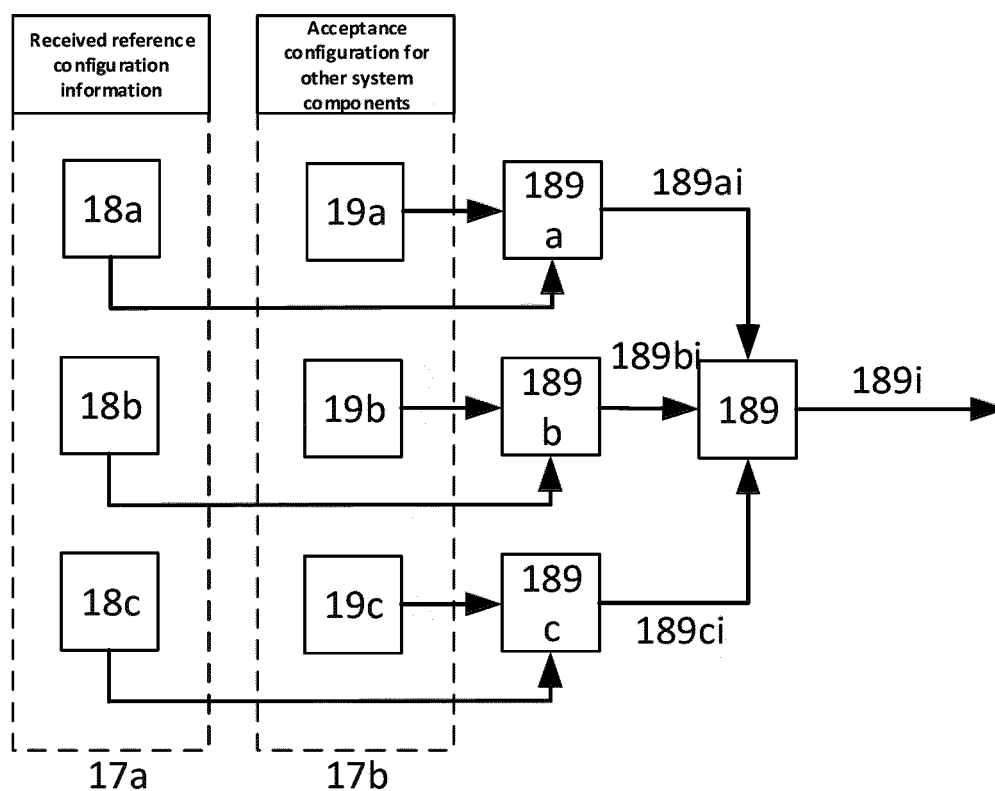 Received reference
configuration
information
Acceptance
configuration for
other system
components
18a
19a
189
a
189ai
18b
19b
189
b
189bi
189
189i
18c
19c
189
c
189ci
17a
17b